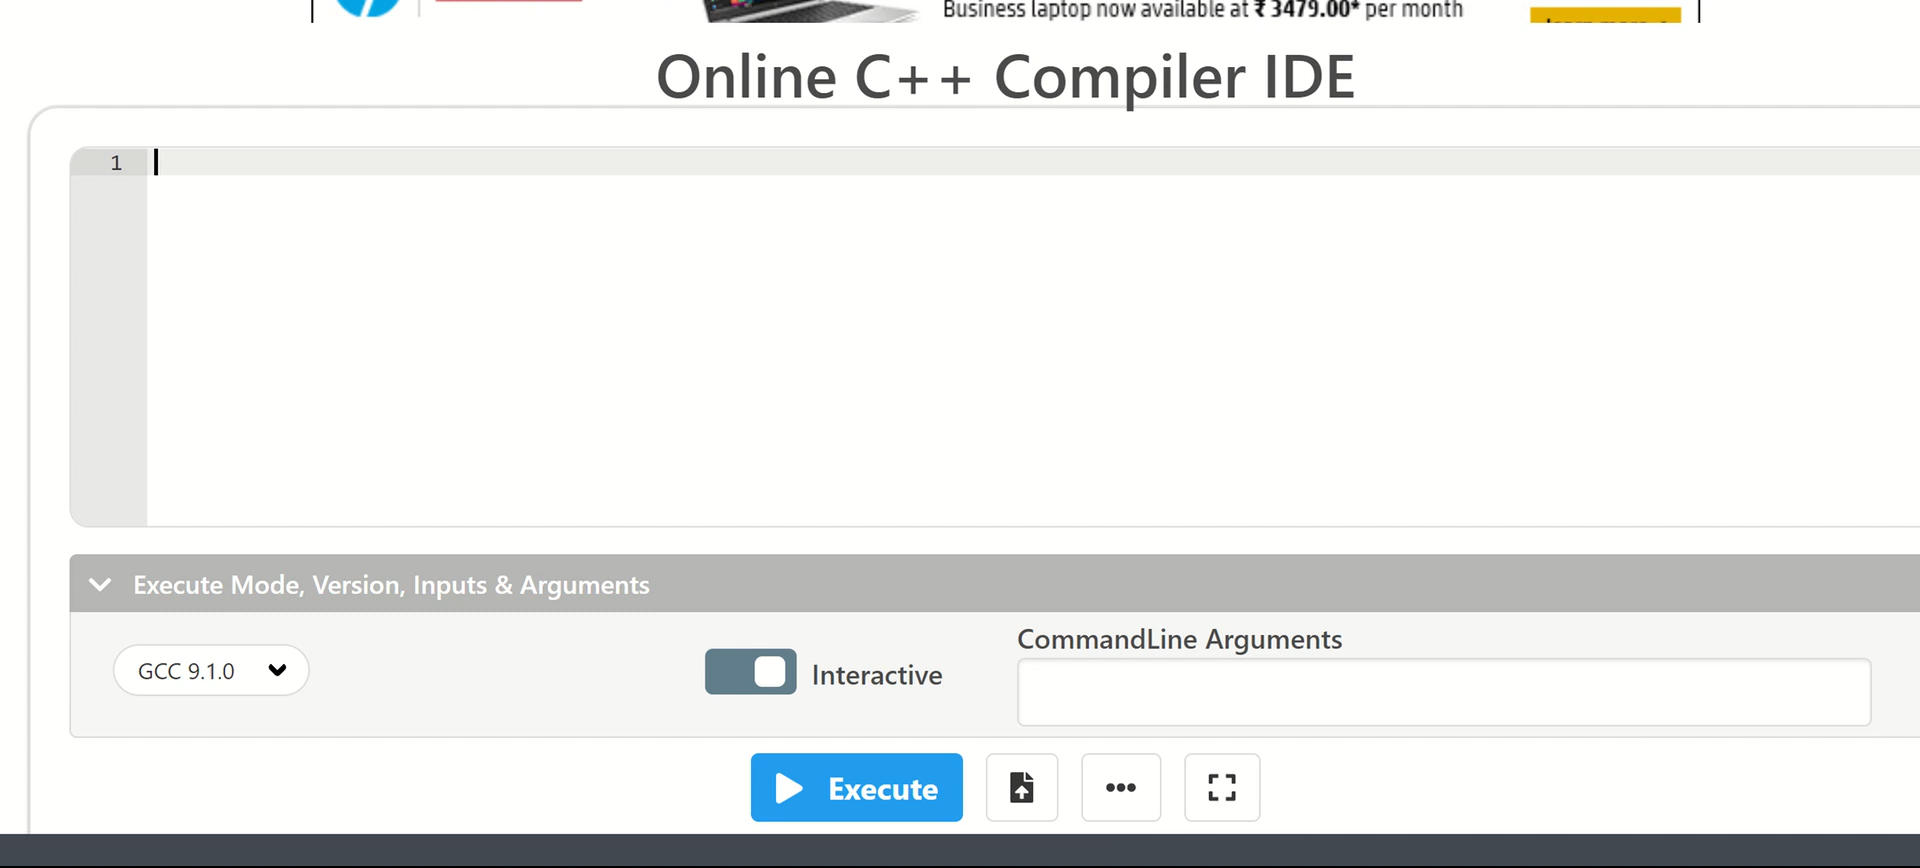 Business laptop now available at ₹ 3479.00* per month
Online C++ Compiler IDE
1
Execute Mode, Version, Inputs & Arguments
CommandLine Arguments
GCC 9.1.0
Interactive
Execute